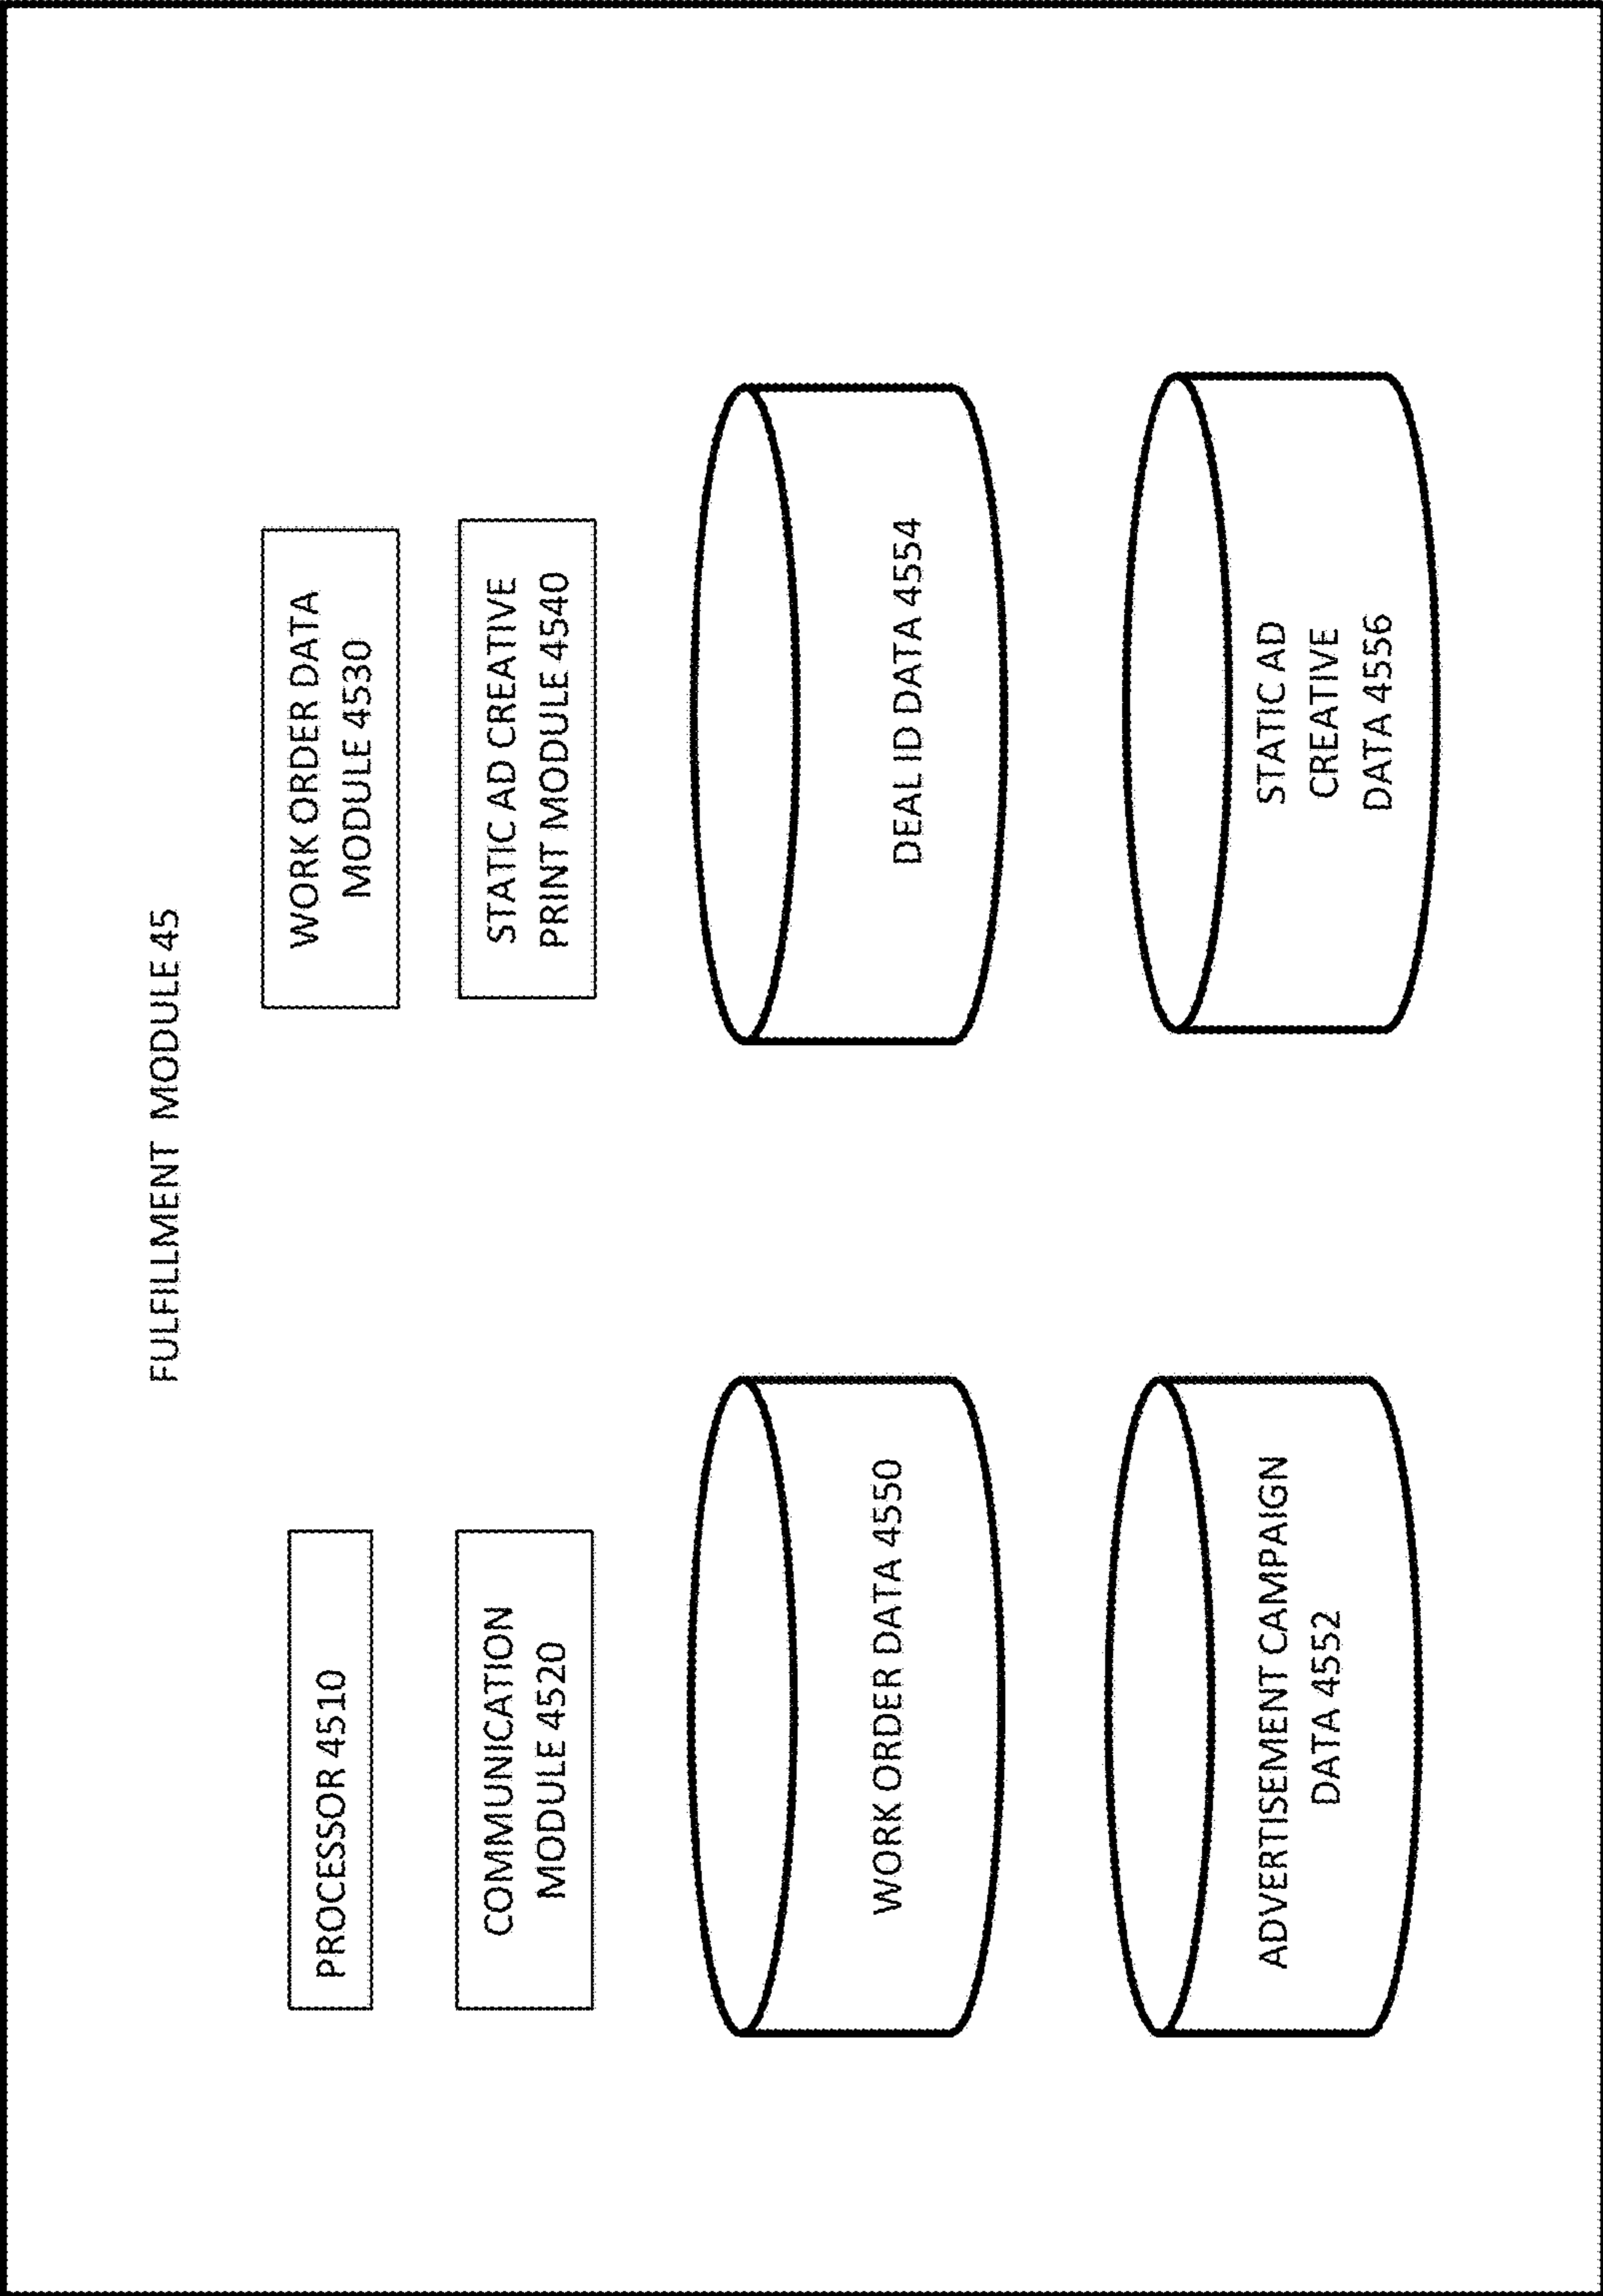 FULFILLMENT MODULE 45
PROCESSOR 4510
COMMUNICATION
MODULE 4520
WORK ORDER DATA
MODULE 4530
STATIC AD CREATIVE
PRINT MODULE 4540
WORK ORDER DATA 4550
DEAL ID DATA 4554
ADVERTISEMENT CAMPAIGN
DATA 4552
STATIC AD
CREATIVE
DATA 4556